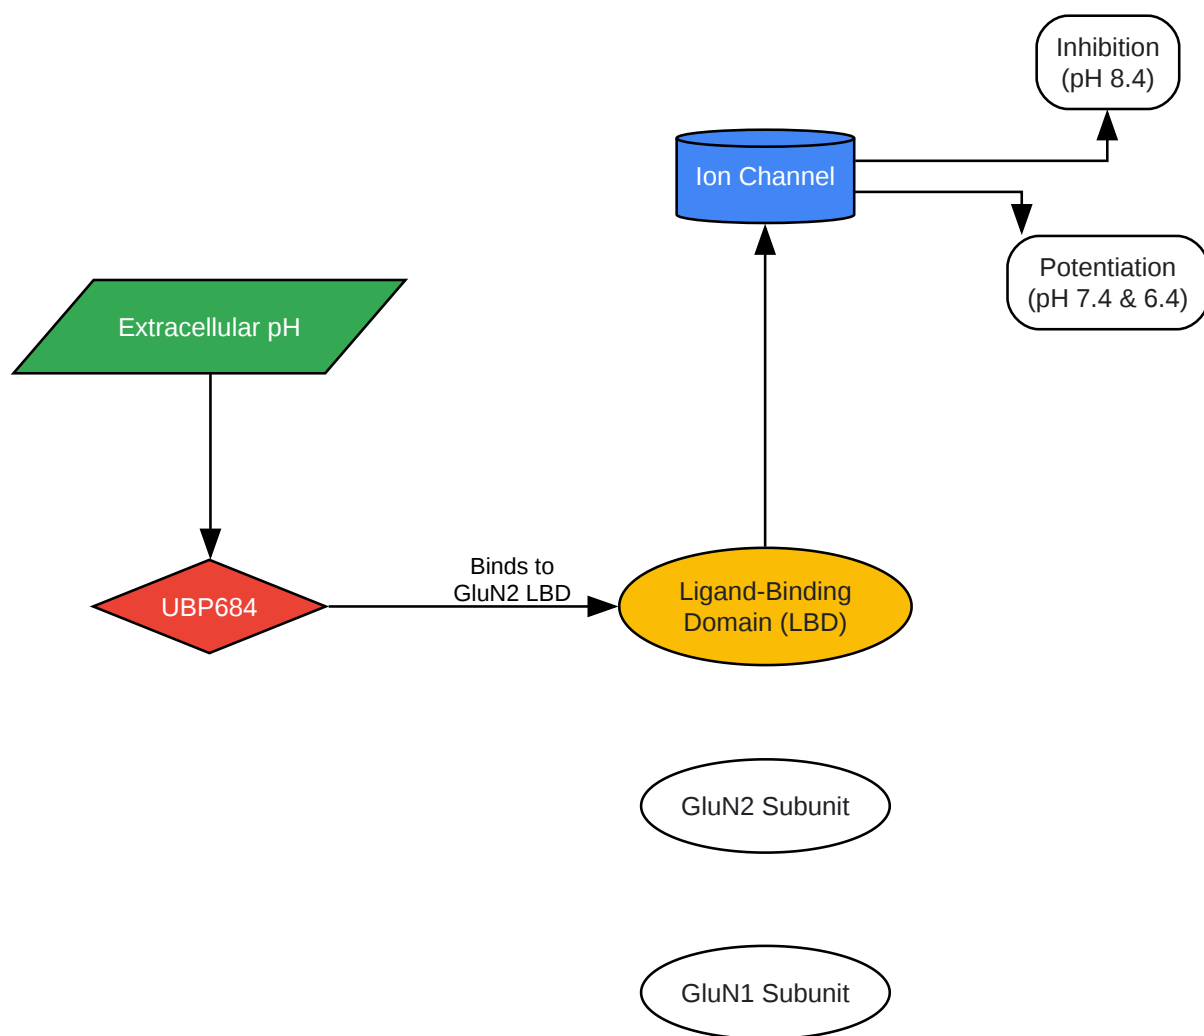 Inhibition
(pH 8.4)
Ion Channel
Potentiation
(pH 7.4 & 6.4)
Extracellular pH
UBP684
Binds to
GluN2 LBD
Ligand-Binding
Domain (LBD)
GluN2 Subunit
GluN1 Subunit